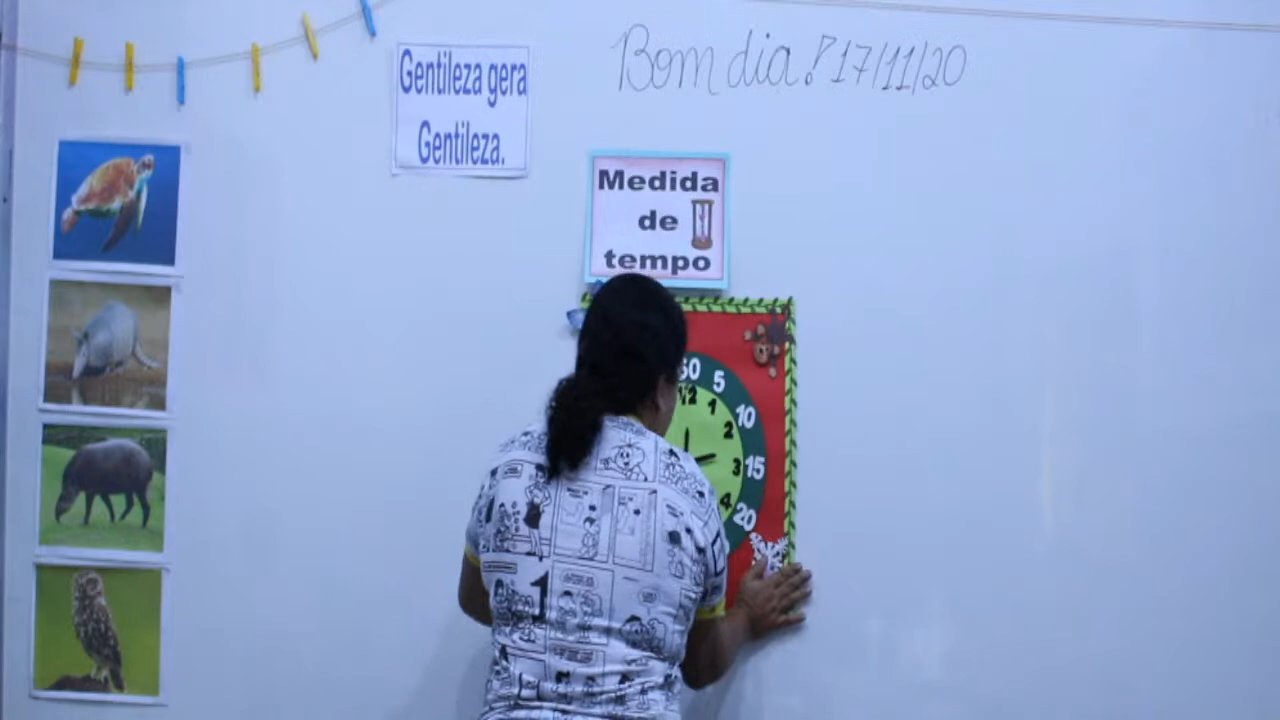 Bom dia! 17/11/20
Gentileza gera
Gentileza.
Medida
de
tempo
60 5
10
15
20
12 1
2
3
4